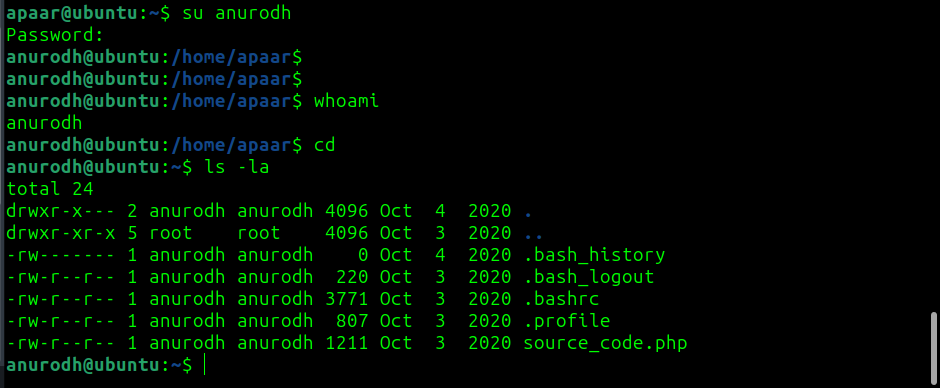 apaar@ubuntu:~$ su anurodh
Password:
anurodh@ubuntu:/home/apaar$
anurodh@ubuntu:/home/apaar$
anurodh@ubuntu:/home/apaar$ whoami
anurodh
anurodh@ubuntu:/home/apaar$ cd
anurodh@ubuntu:~$ ls -la
total 24
drwxr-x--- 2 anurodh anurodh 4096 Oct  4  2020 .
drwxr-xr-x 5 root    root    4096 Oct  3  2020 ..
-rw------- 1 anurodh anurodh    0 Oct  4  2020 .bash_history
-rw-r--r-- 1 anurodh anurodh  220 Oct  3  2020 .bash_logout
-rw-r--r-- 1 anurodh anurodh 3771 Oct  3  2020 .bashrc
-rw-r--r-- 1 anurodh anurodh  807 Oct  3  2020 .profile
-rw-r--r-- 1 anurodh anurodh 1211 Oct  3  2020 source_code.php
anurodh@ubuntu:~$